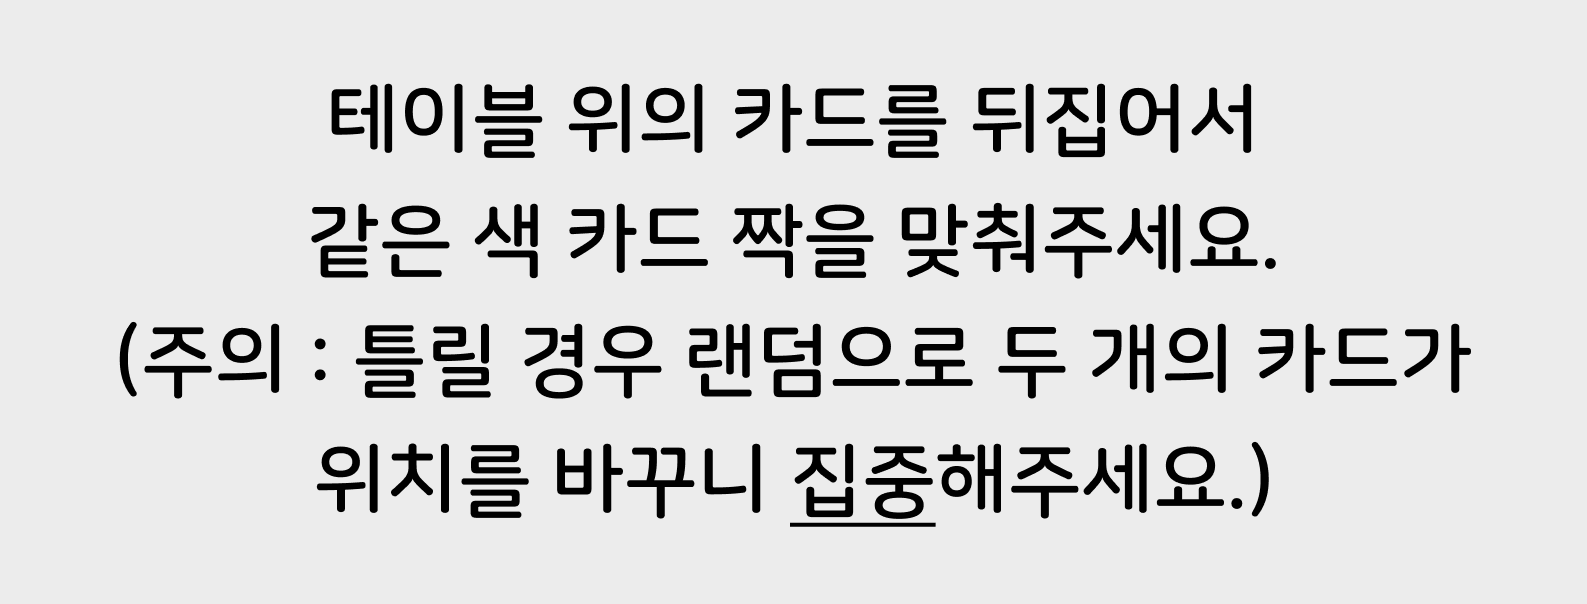 테이블 위의 카드를 뒤집어서
같은 색 카드 짝을 맞춰주세요.
(주의 : 틀릴 경우 랜덤으로 두 개의 카드가
위치를 바꾸니 집중해주세요.)